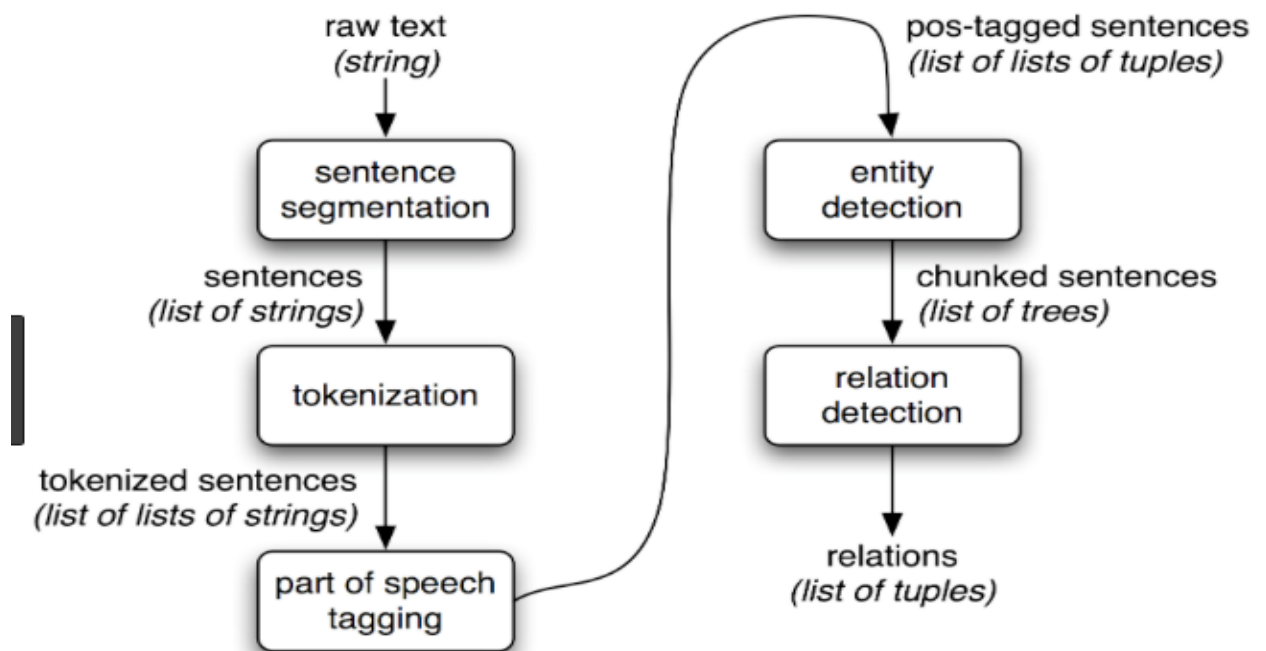 raw text
(string)
sentence
segmentation
sentences
(list of strings)
tokenization
tokenized sentences
(list of lists of strings)
part of speech
tagging
pos-tagged sentences
(list of lists of tuples)
entity
detection
chunked sentences
(list of trees)
relation
detection
relations
(list of tuples)